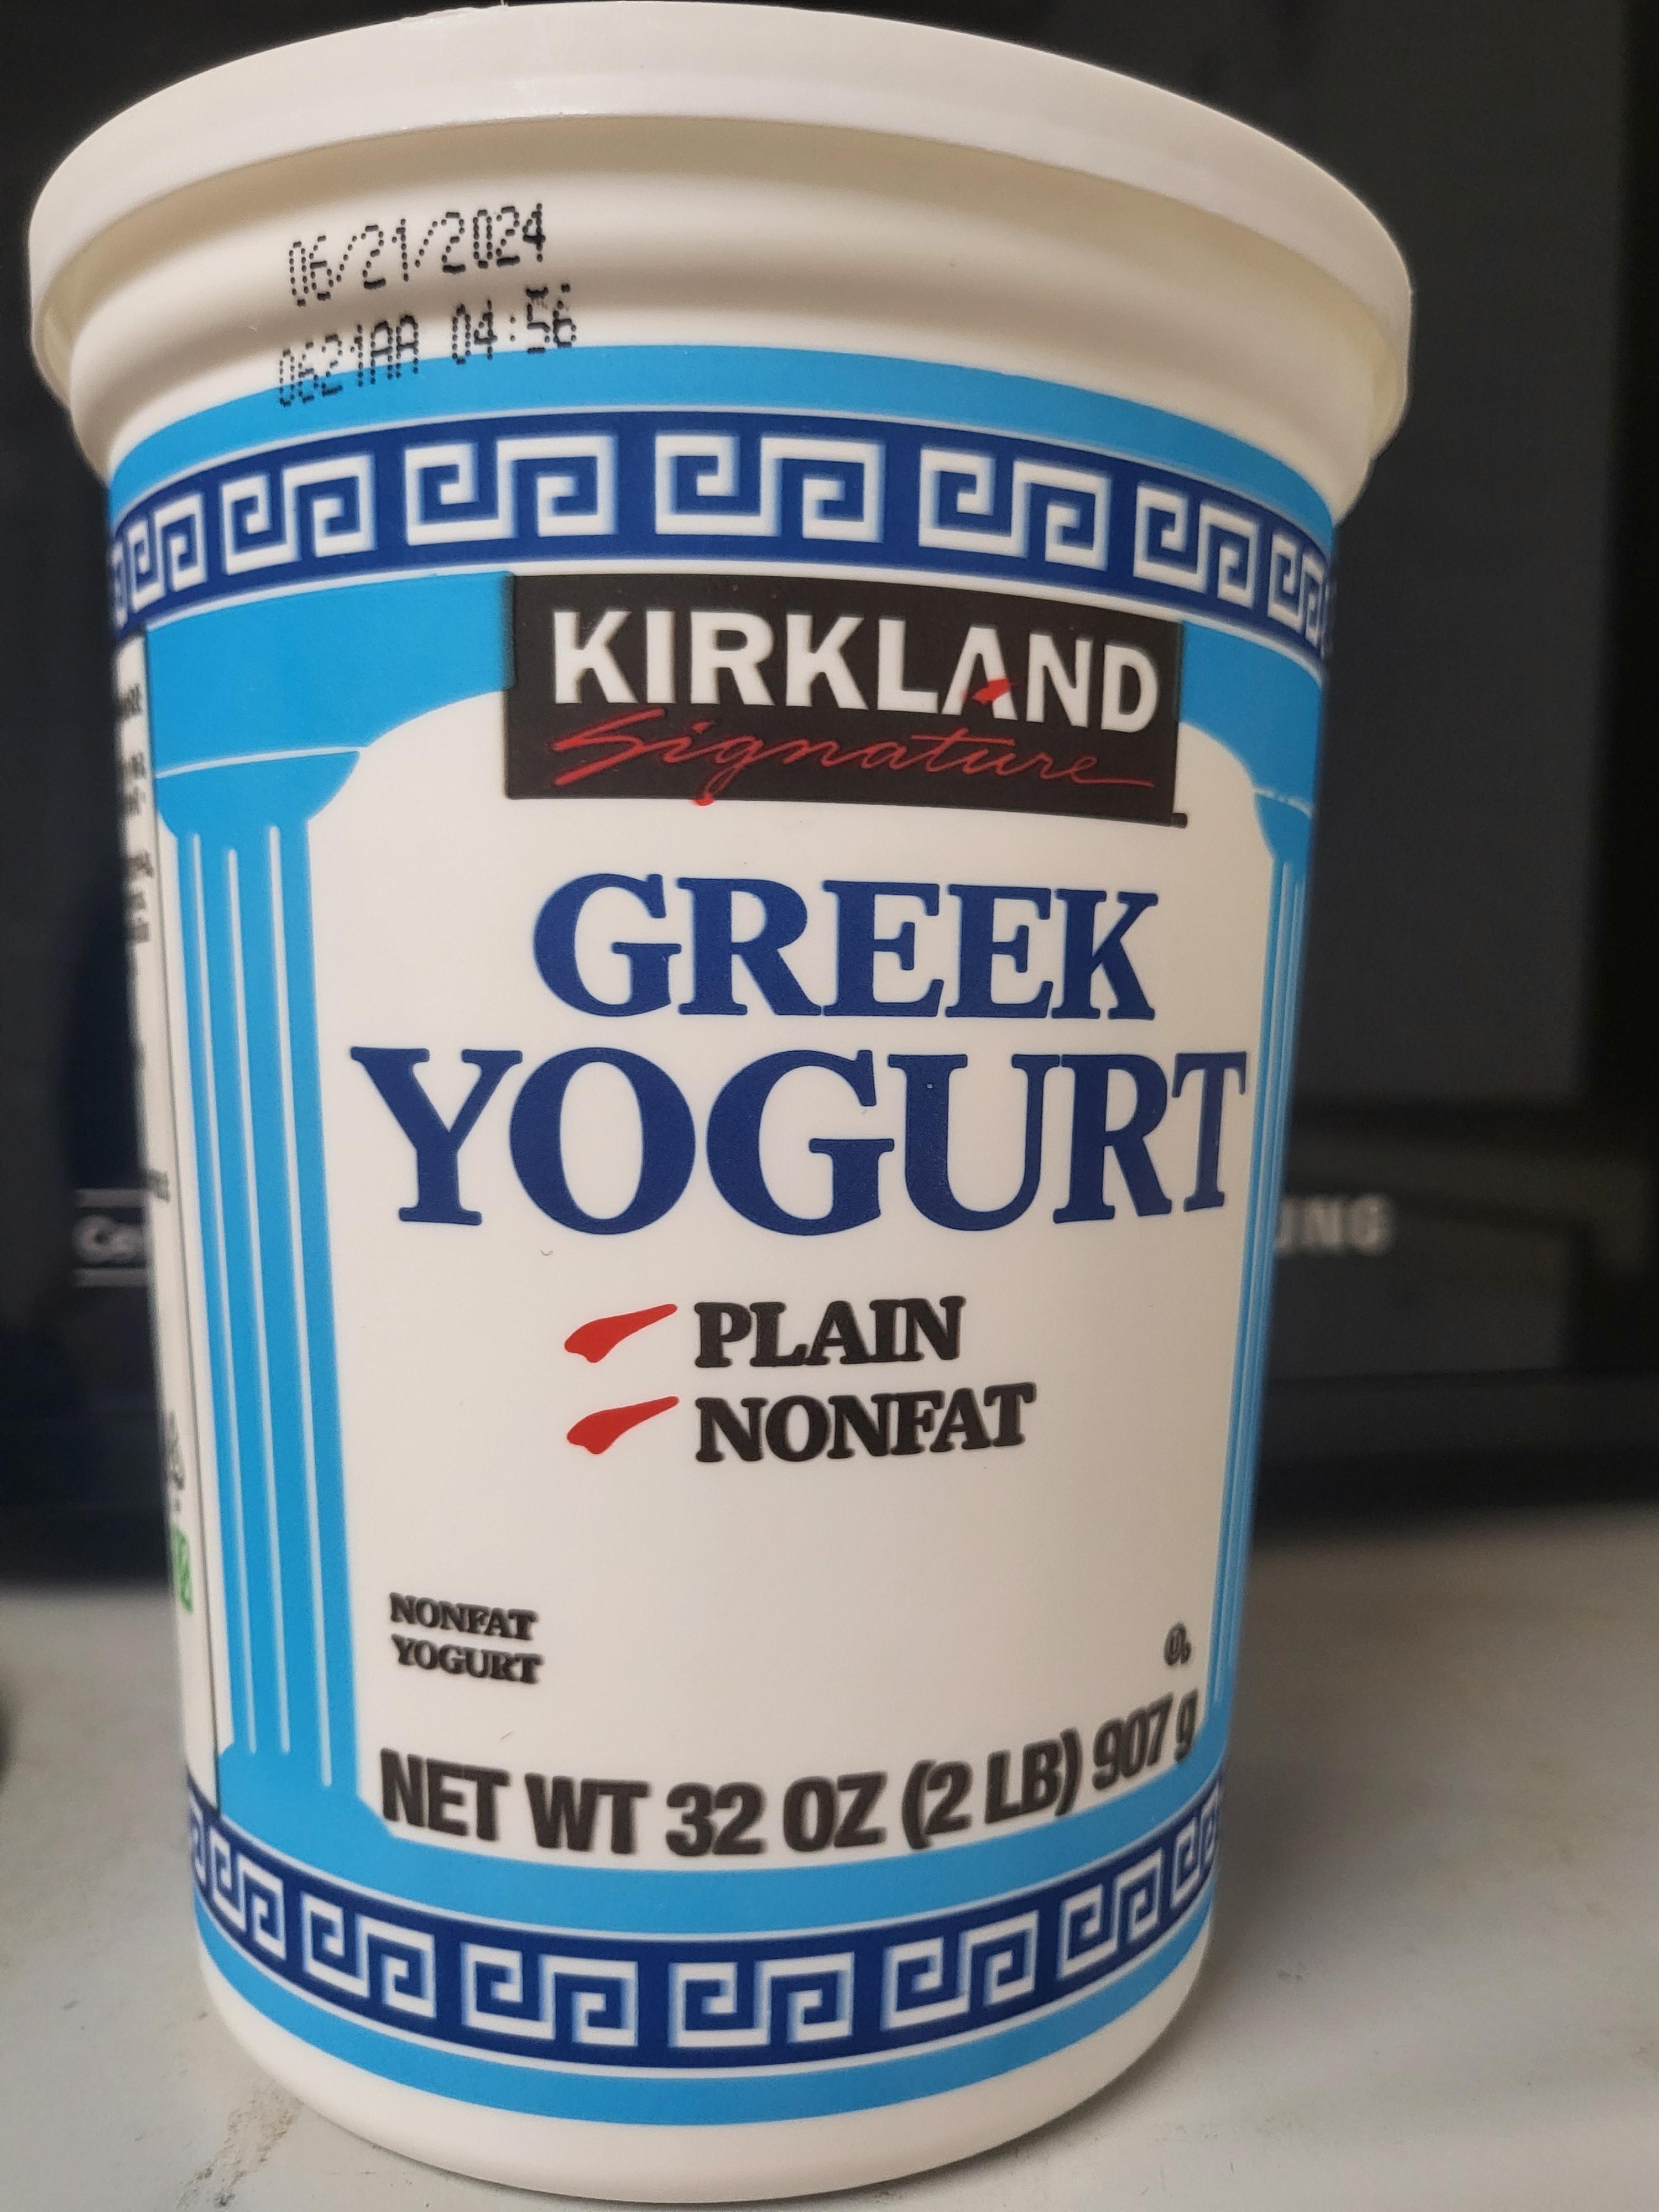 06/21/2024
0621AA 04:56
KIRKLAND
Signature
GREEK
YOGURT
PLAIN
NONFAT
NONFAT
YOGURT
NET WT 32 OZ (2 LB) 907 g
UNG